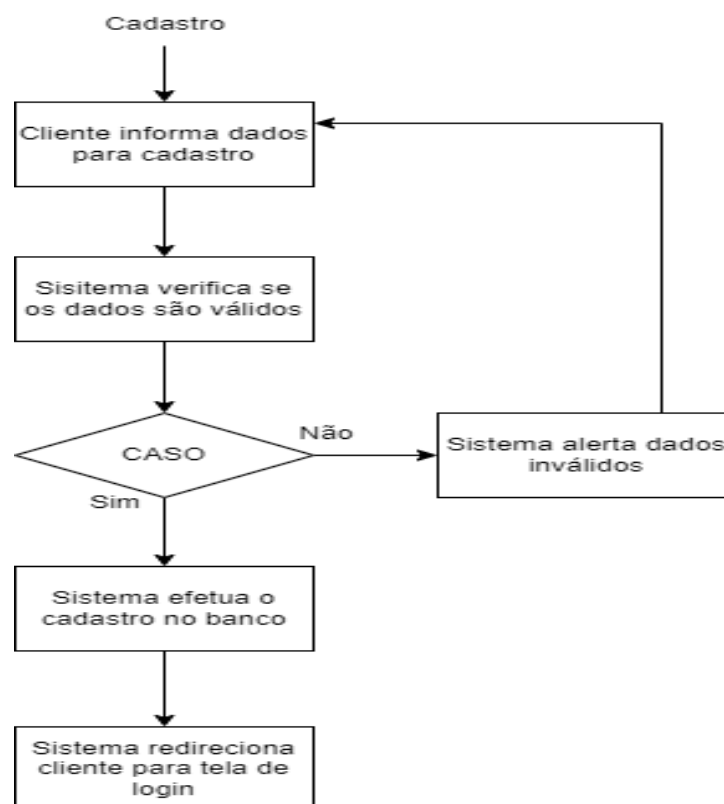 Cadastro
Cliente informa dados
para cadastro
Sisitema verifica se
os dados são válidos
CASO
Não
Sistema alerta dados
inválidos
Sim
Sistema efetua o
cadastro no banco
Sistema redireciona
cliente para tela de
login